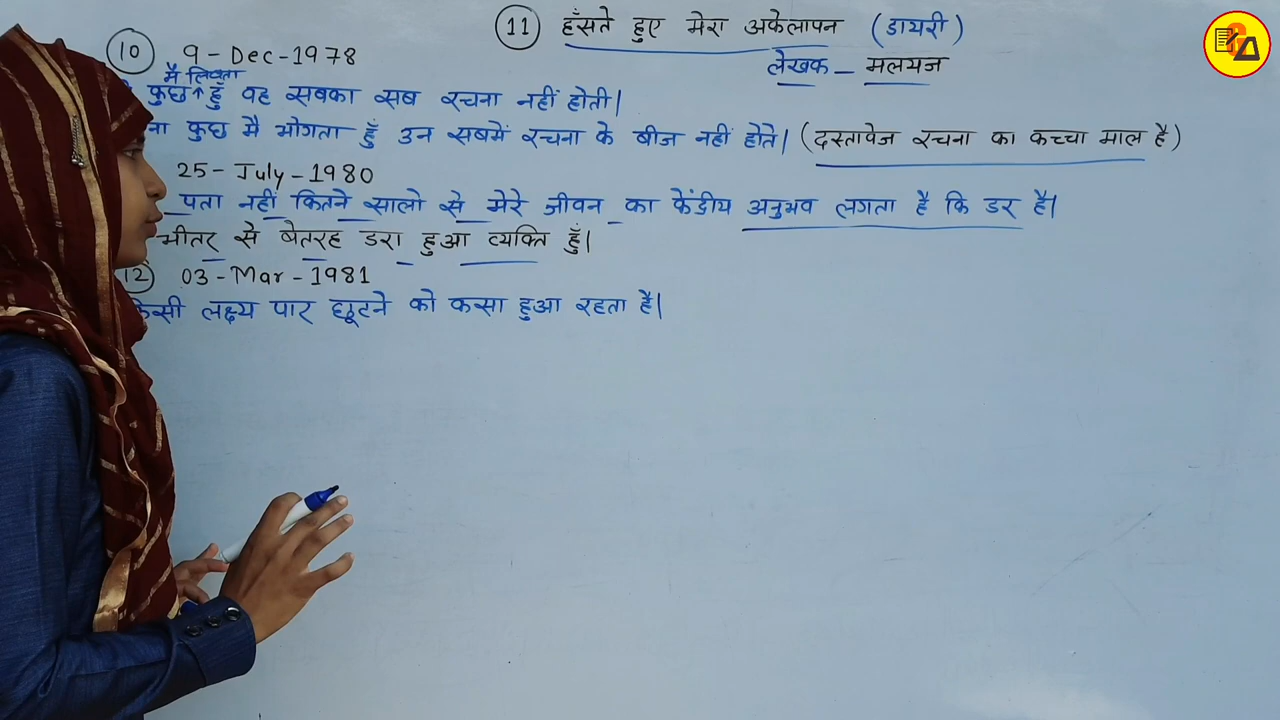 11 हँसते हुए मेरा अकेलापन (डायरी)
लेखक - मलयज
10 9-Dec-1978
मै लिखता
कुछ↑हूँ वह सबका सब रचना नहीं होती।
कुछ मै भोगता हूँ उन सबमें रचना के बीज नहीं होते। (दस्तावेज रचना का कच्चा माल है)
25-July-1980
पता नहीं कितने सालो से मेरे जीवन का केंद्रीय अनुभव लगता है कि डर है।
भीतर से बेतरह डरा हुआ व्यक्ति हूँ।
12 03-Mar-1981
लक्ष्य पार छूटने को कसा हुआ रहता है।